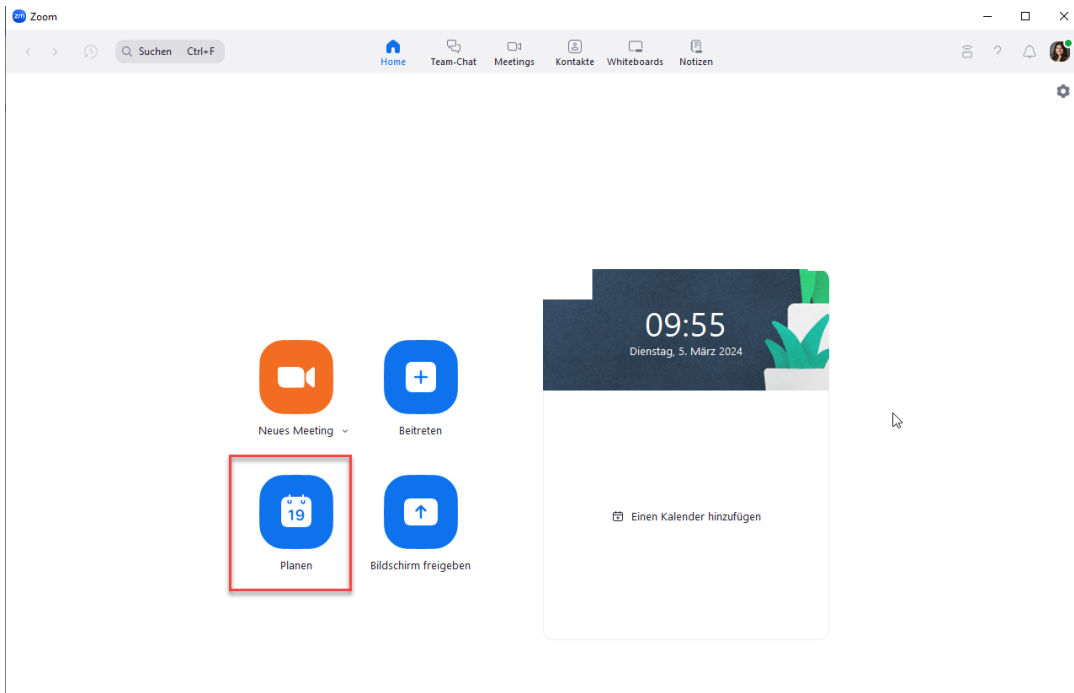 zm Zoom
Suchen Ctrl+F
Home Team-Chat Meetings Kontakte Whiteboards Notizen
09:55
Dienstag, 5. März 2024
Neues Meeting Beitreten
19
Planen Bildschirm freigeben
Einen Kalender hinzufügen